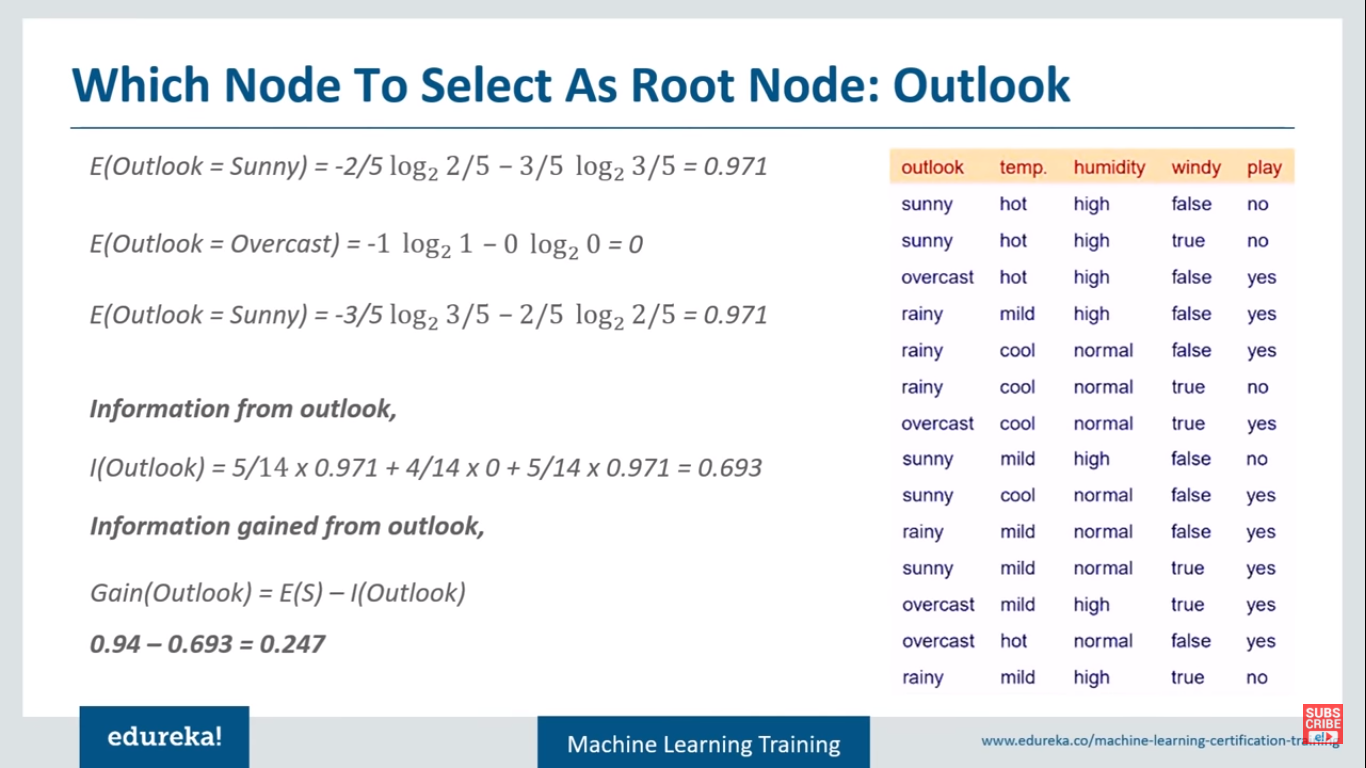 Which Node To Select As Root Node: Outlook
E(Outlook = Sunny) = -2/5 log₂ 2/5 − 3/5 log₂ 3/5 = 0.971
E(Outlook = Overcast) = -1 log₂ 1 − 0 log₂ 0 = 0
E(Outlook = Sunny) = -3/5 log₂ 3/5 − 2/5 log₂ 2/5 = 0.971
Information from outlook,
I(Outlook) = 5/14 x 0.971 + 4/14 x 0 + 5/14 x 0.971 = 0.693
Information gained from outlook,
Gain(Outlook) = E(S) – I(Outlook)
0.94 – 0.693 = 0.247
outlook temp. humidity windy play
sunny hot high false no
sunny hot high true no
overcast hot high false yes
rainy mild high false yes
rainy cool normal false yes
rainy cool normal true no
overcast cool normal true yes
sunny mild high false no
sunny cool normal false yes
rainy mild normal false yes
sunny mild normal true yes
overcast mild high true yes
overcast hot normal false yes
rainy mild high true no
edureka!
Machine Learning Training
www.edureka.co/machine-learning-certification-training
SUBS
CRIBE
e!